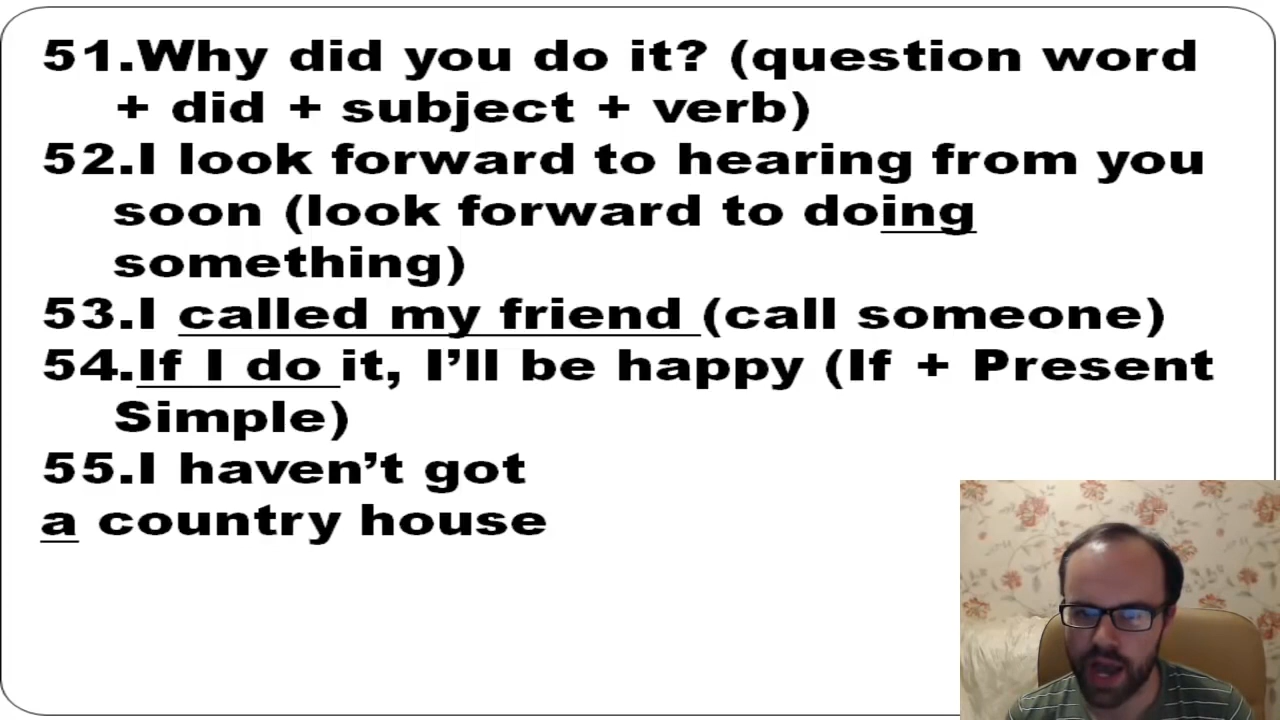 51.Why did you do it? (question word
+ did + subject + verb)
52.I look forward to hearing from you
soon (look forward to doing
something)
53.I called my friend (call someone)
54.If I do it, I’ll be happy (If + Present
Simple)
55.I haven’t got
a country house